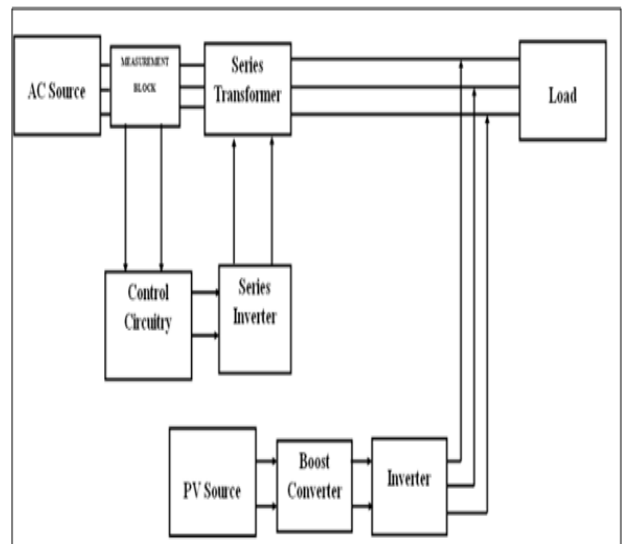 AC Source
MEASUREMENT
BLOCK
Series
Transformer
Load
Control
Circuitry
Series
Inverter
PV Source
Boost
Converter
Inverter